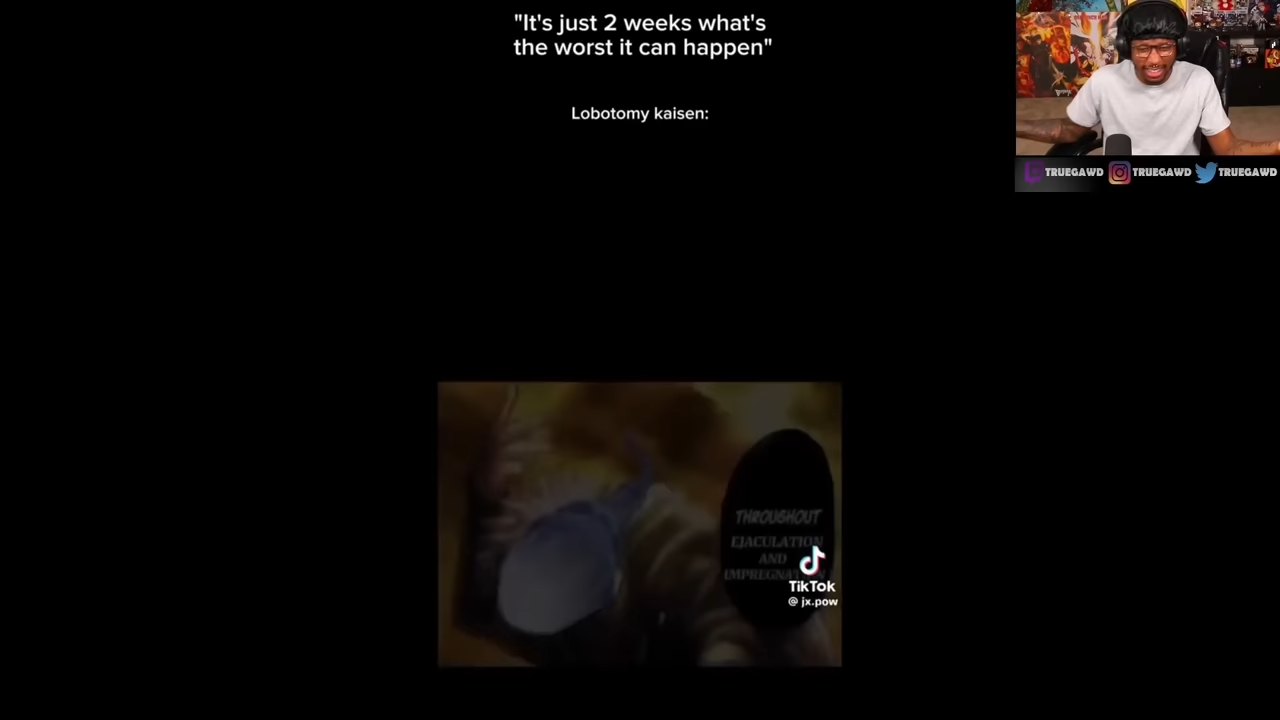 "It's just 2 weeks what's
the worst it can happen"
Lobotomy kaisen:
TRUEGAWD TRUEGAWD TRUEGAWD
THROUGHOUT
EJACULATION
AND
TikTok
@ jx.pow